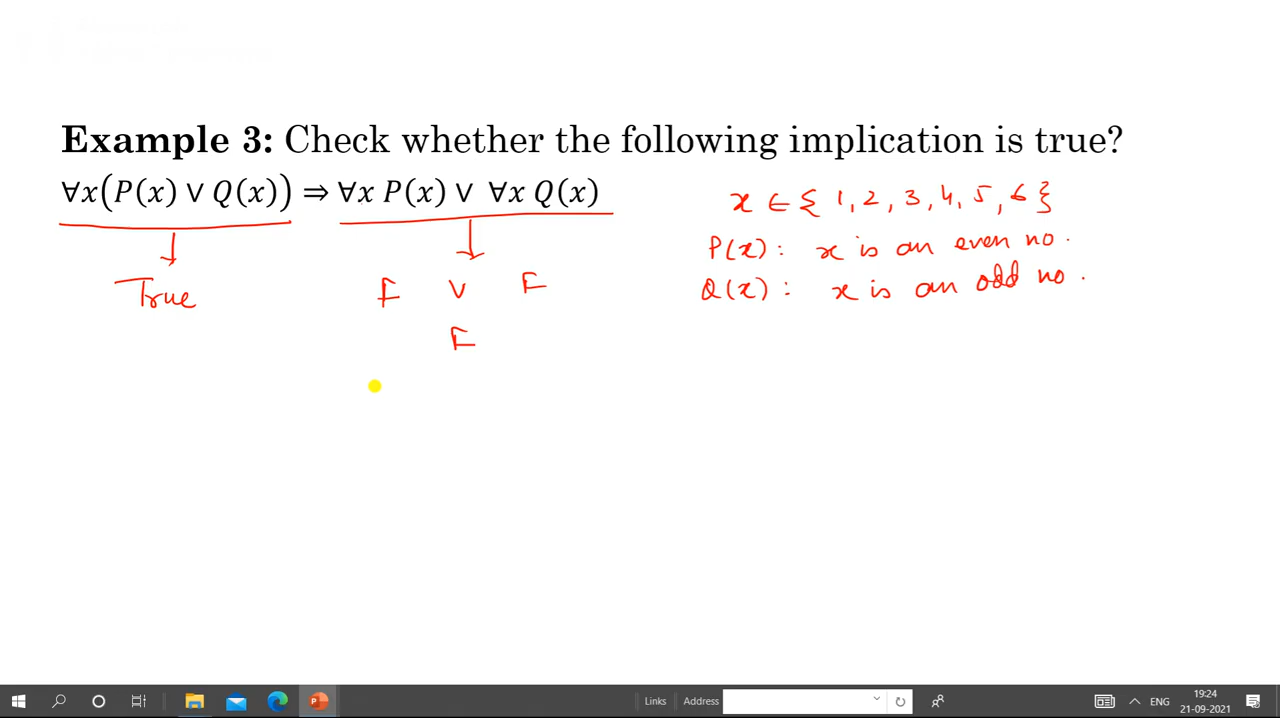 Example 3: Check whether the following implication is true?
∀x(P(x) ∨ Q(x)) ⇒ ∀x P(x) ∨ ∀x Q(x)
x ∈ { 1, 2, 3, 4, 5, 6 }
P(x) : x is an even no.
Q(x) : x is an odd no.
True
F ∨ F
F
Links Address
ENG
19:24
21-09-2021